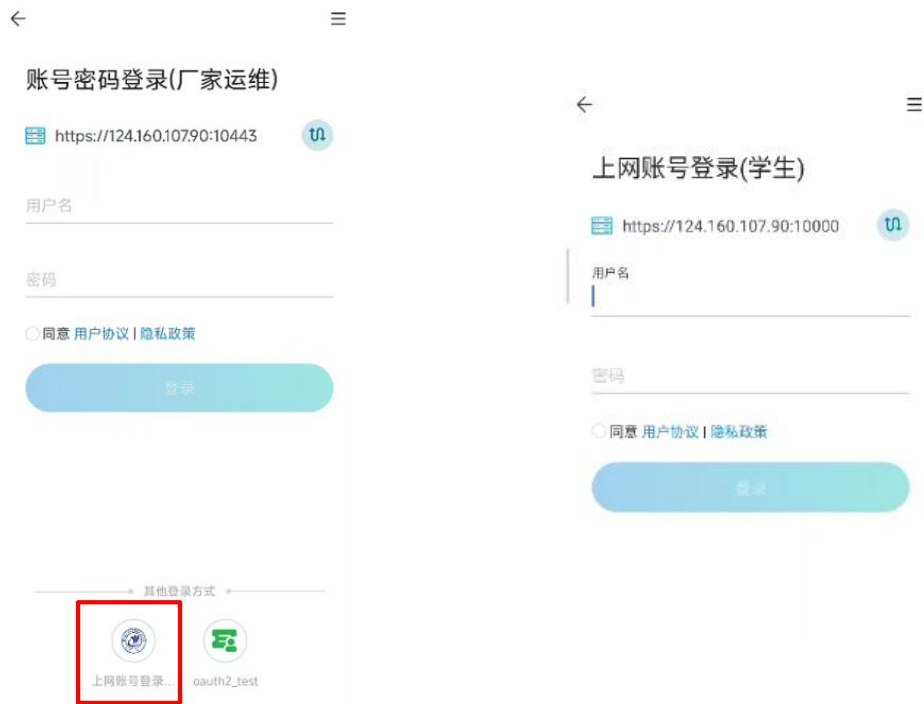 账号密码登录(厂家运维)
https://124.160.107.90:10443
用户名
密码
同意 用户协议 | 隐私政策
登录
其他登录方式
上网账号登录...
oauth2_test
上网账号登录(学生)
https://124.160.107.90:10000
用户名
密码
同意 用户协议 | 隐私政策
登录